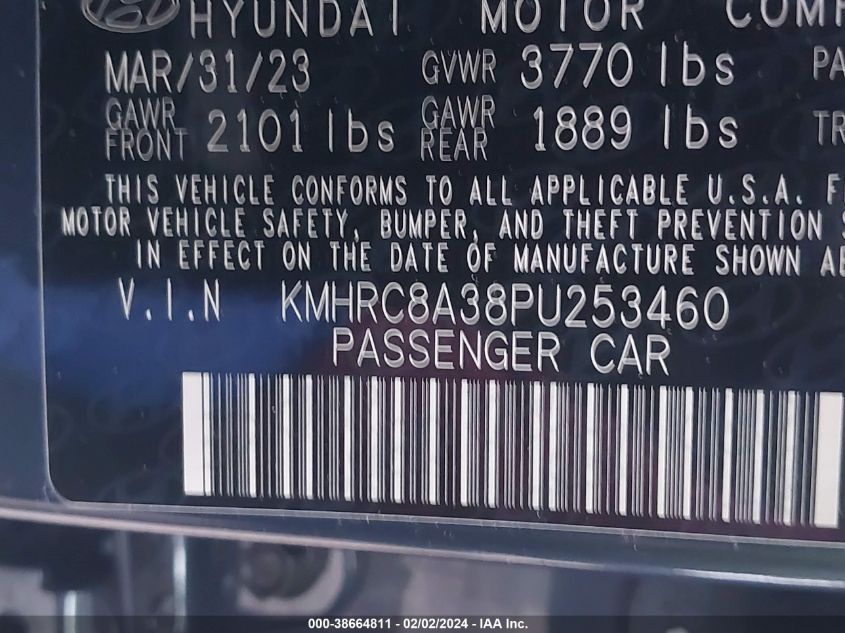 HYUNDAI MOTOR
MAR/31/23 GVWR 3770 lbs
GAWR FRONT 2101 lbs GAWR REAR 1889 lbs
THIS VEHICLE CONFORMS TO ALL APPLICABLE U.S.A.
MOTOR VEHICLE SAFETY, BUMPER, AND THEFT PREVENTION
IN EFFECT ON THE DATE OF MANUFACTURE SHOWN
V.I.N KMHRC8A38PU253460
PASSENGER CAR
000-38664811 - 02/02/2024 - IAA Inc.